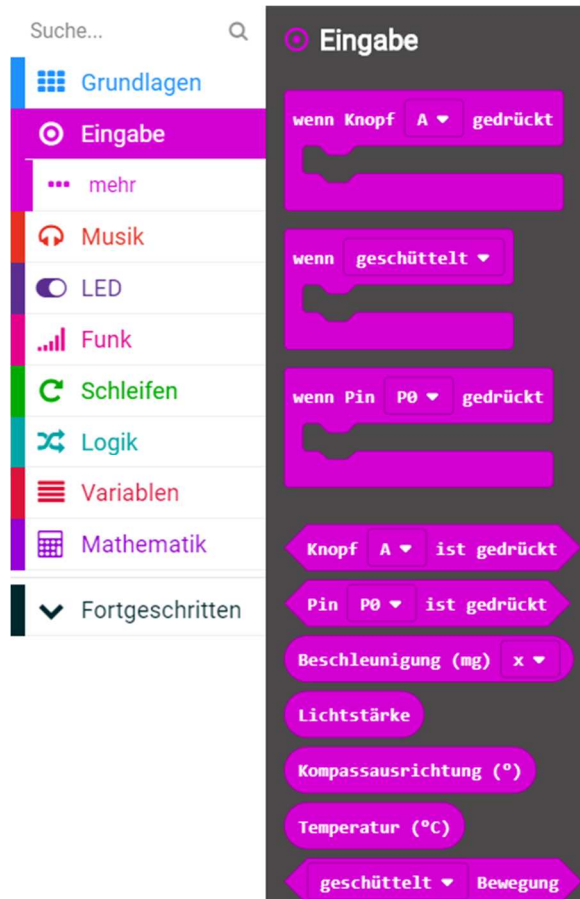 Suche...
Grundlagen
Eingabe
mehr
Musik
LED
Funk
Schleifen
Logik
Variablen
Mathematik
Fortgeschritten
Eingabe
wenn Knopf A gedrückt
wenn geschüttelt
wenn Pin P0 gedrückt
Knopf A ist gedrückt
Pin P0 ist gedrückt
Beschleunigung (mg) x
Lichtstärke
Kompassausrichtung (°)
Temperatur (°C)
geschüttelt Bewegung